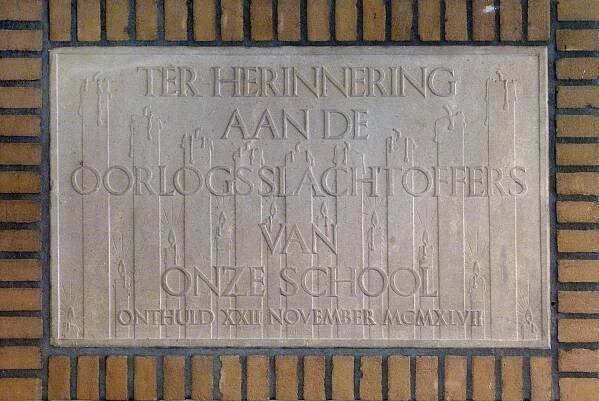 TER HERINNERING
AAN DE
OORLOGSSLACHTOFFERS
VAN
ONZE SCHOOL
ONTHULD XXII NOVEMBER MCMXLVII